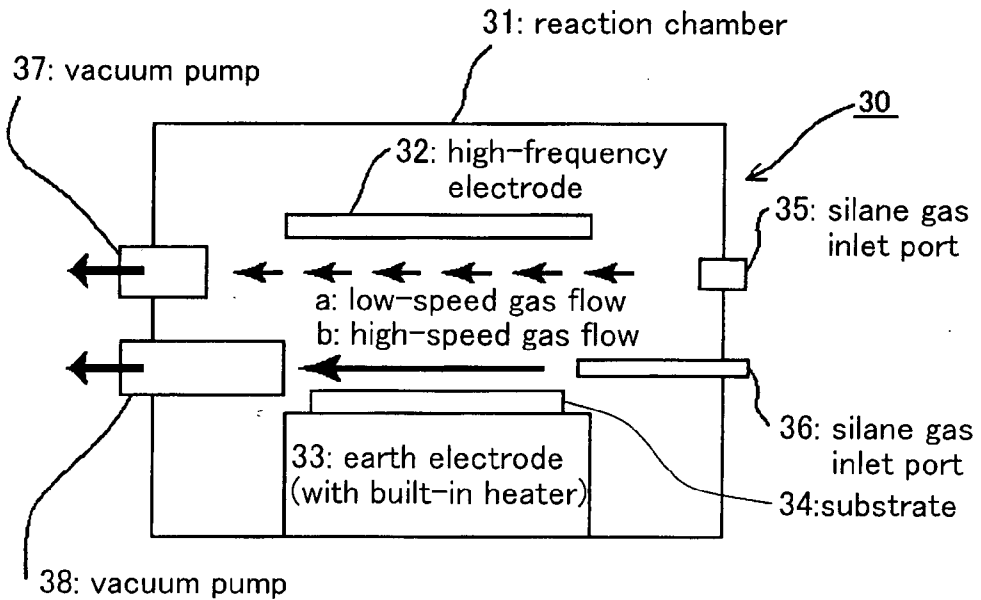 31: reaction chamber
37: vacuum pump
30
32: high-frequency
electrode
35: silane gas
inlet port
a: low-speed gas flow
b: high-speed gas flow
36: silane gas
inlet port
33: earth electrode
(with built-in heater)
34:substrate
38: vacuum pump